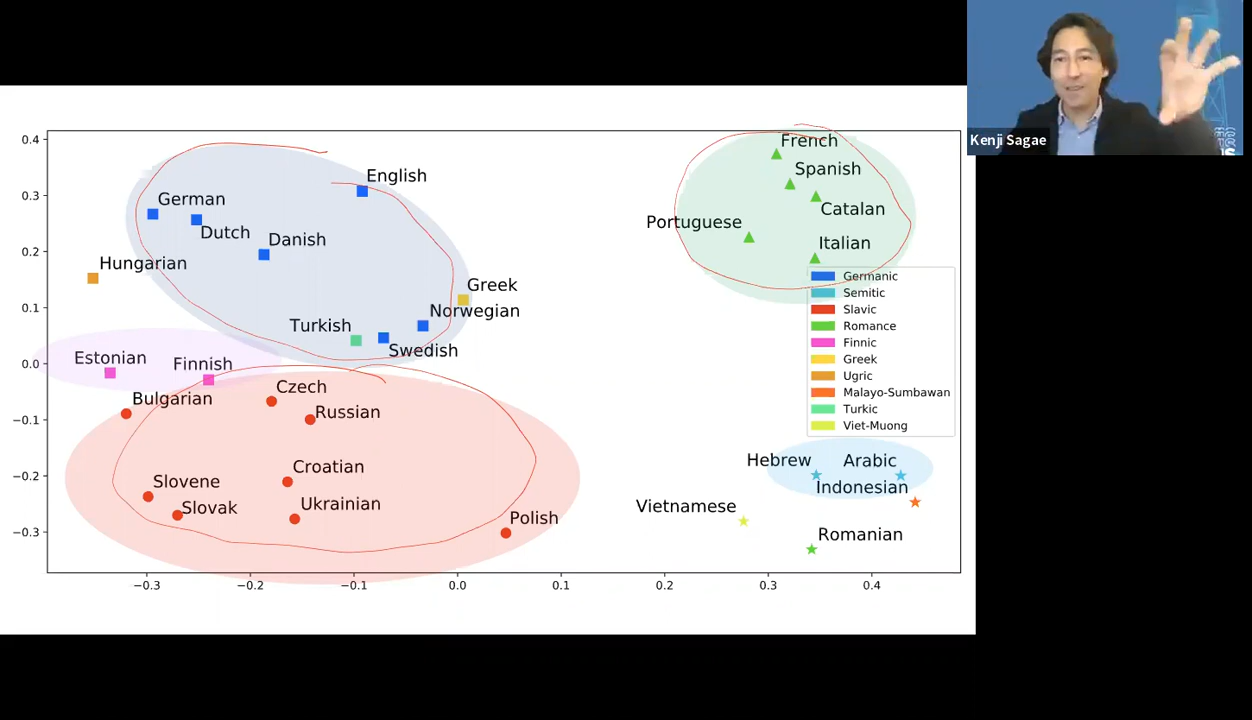 Kenji Sagae
0.4
French
Spanish
English
0.3
German
Catalan
Portuguese
Dutch
Danish
0.2
Italian
Hungarian
Germanic
Greek
Semitic
0.1
Norwegian
Slavic
Turkish
Romance
Swedish
Finnic
Estonian
Finnish
0.0
Greek
Ugric
Czech
Malayo-Sumbawan
Bulgarian
Russian
Turkic
−0.1
Viet-Muong
Croatian
Hebrew
Arabic
−0.2
Slovene
Indonesian
Slovak
Ukrainian
Vietnamese
Polish
−0.3
Romanian
−0.3 −0.2 −0.1 0.0 0.1 0.2 0.3 0.4